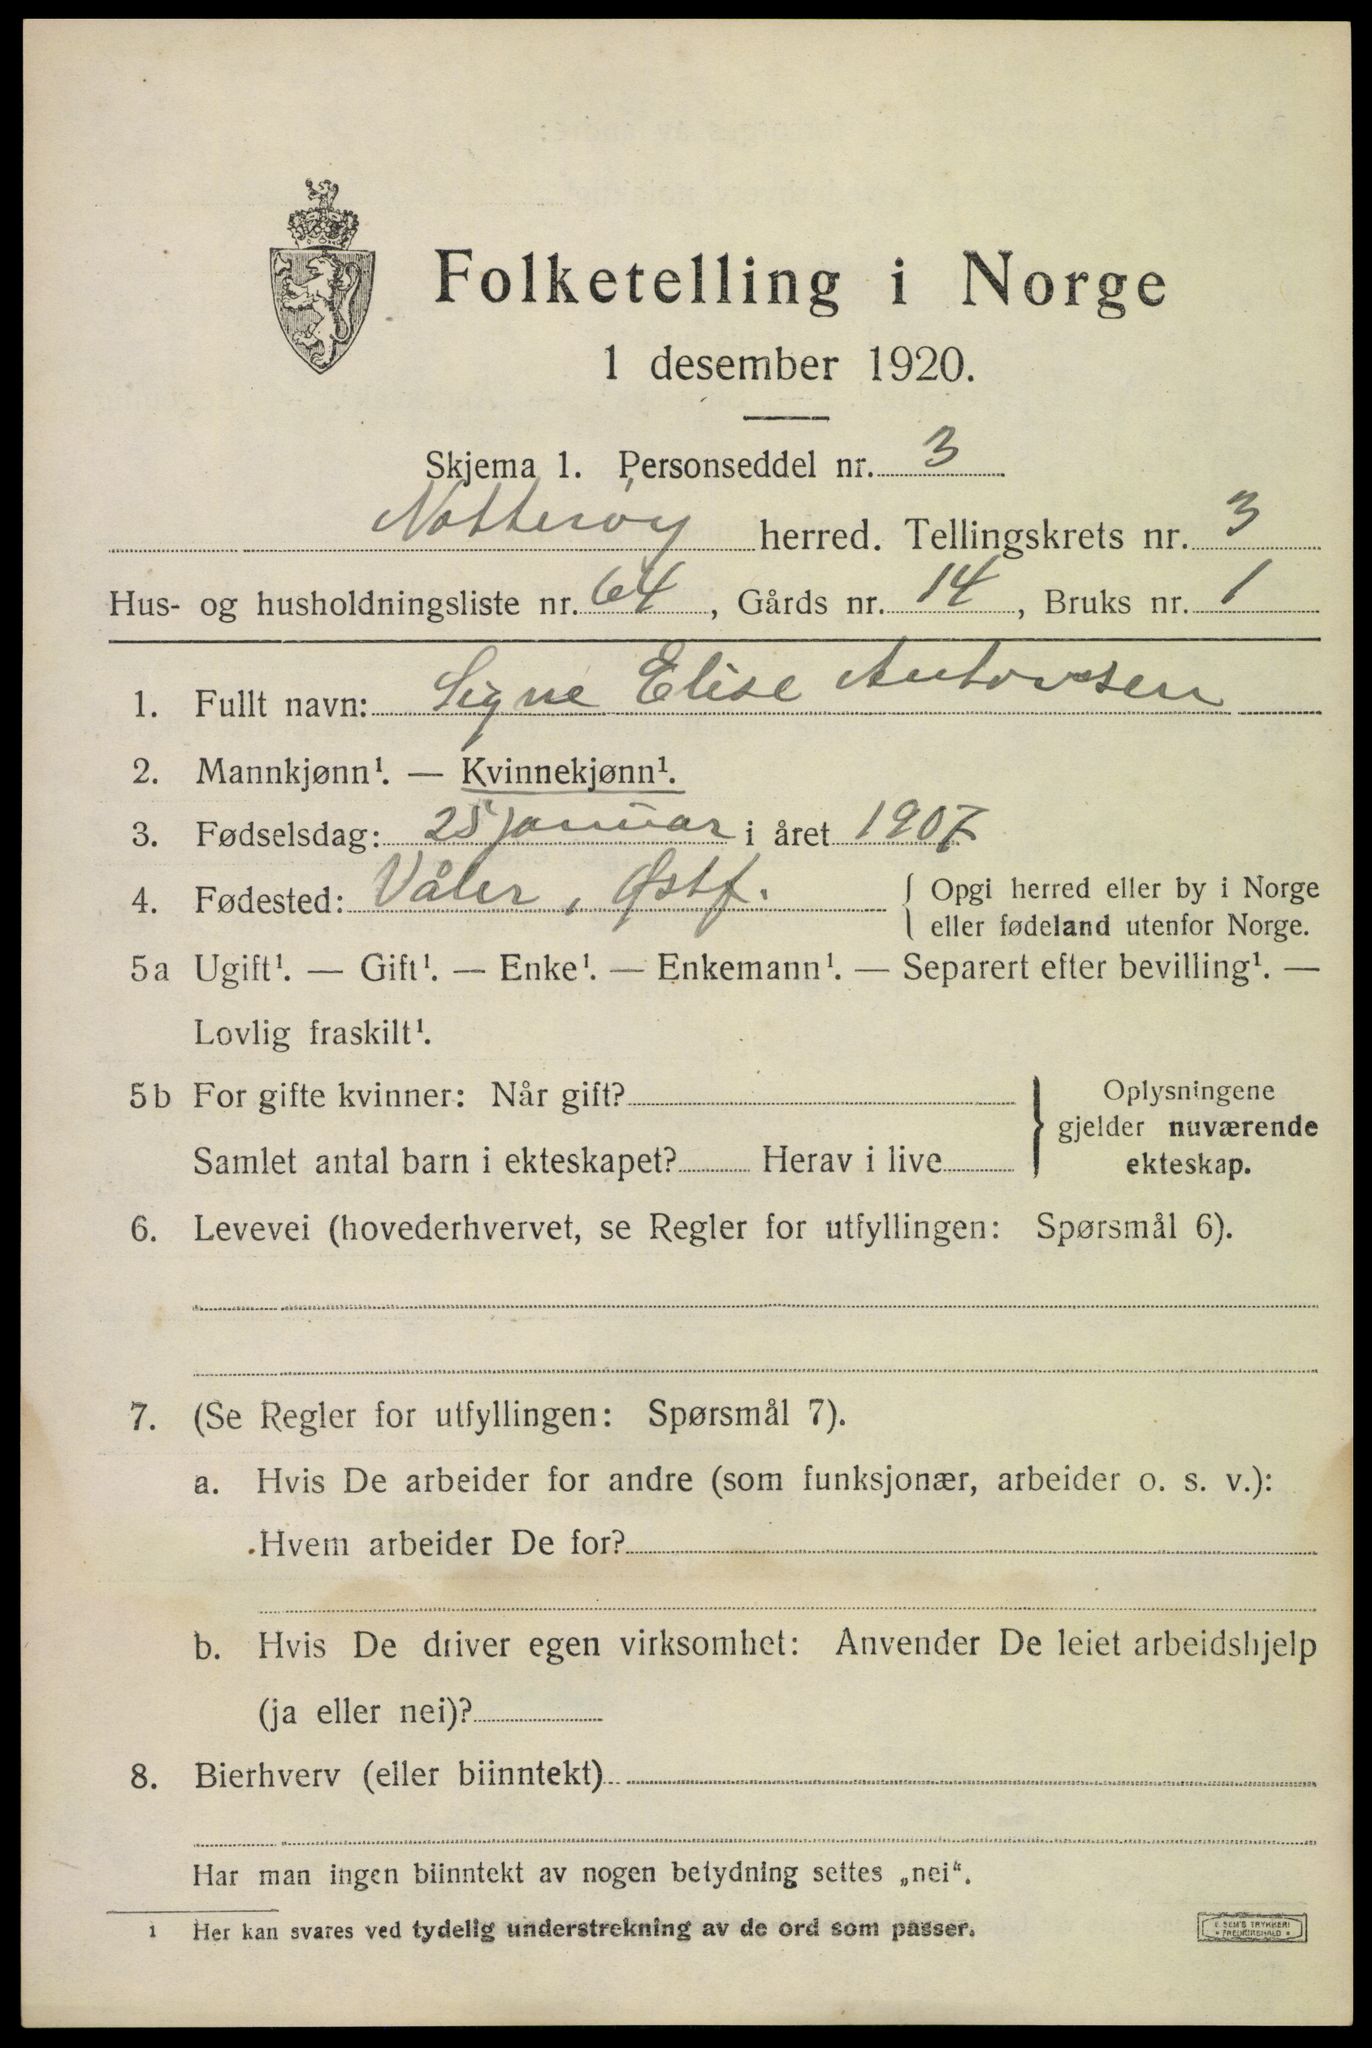 Folketelling i Norge
1 desember 1920.
Skjema 1. Personseddel nr. 3
Nøtterøy herred. Tellingskrets nr. 3
Hus- og husholdningsliste nr. 64, Gårds nr. 14, Bruks nr. 1
1. Fullt navn: Signe Elise Antonsen
2. Mannkjønn¹. — Kvinnekjønn¹.
3. Fødselsdag: 25 januar i året 1907
4. Fødested: Våler, Østf. { Opgi herred eller by i Norge
eller fødeland utenfor Norge.
5a Ugift¹. — Gift¹. — Enke¹. — Enkemann¹. — Separert efter bevilling¹. —
Lovlig fraskilt¹.
5b For gifte kvinner: Når gift? } Oplysningene
gjelder nuværende
Samlet antal barn i ekteskapet? Herav i live ekteskap.
6. Levevei (hovederhvervet, se Regler for utfyllingen: Spørsmål 6).
7. (Se Regler for utfyllingen: Spørsmål 7).
a. Hvis De arbeider for andre (som funksjonær, arbeider o. s. v.):
Hvem arbeider De for?
b. Hvis De driver egen virksomhet: Anvender De leiet arbeidshjelp
(ja eller nei)?
8. Bierhverv (eller biinntekt)
Har man ingen biinntekt av nogen betydning settes „nei“.
1 Her kan svares ved tydelig understrekning av de ord som passer.
E. SEM'S TRYKKERI
* FREDRIKSHALD *